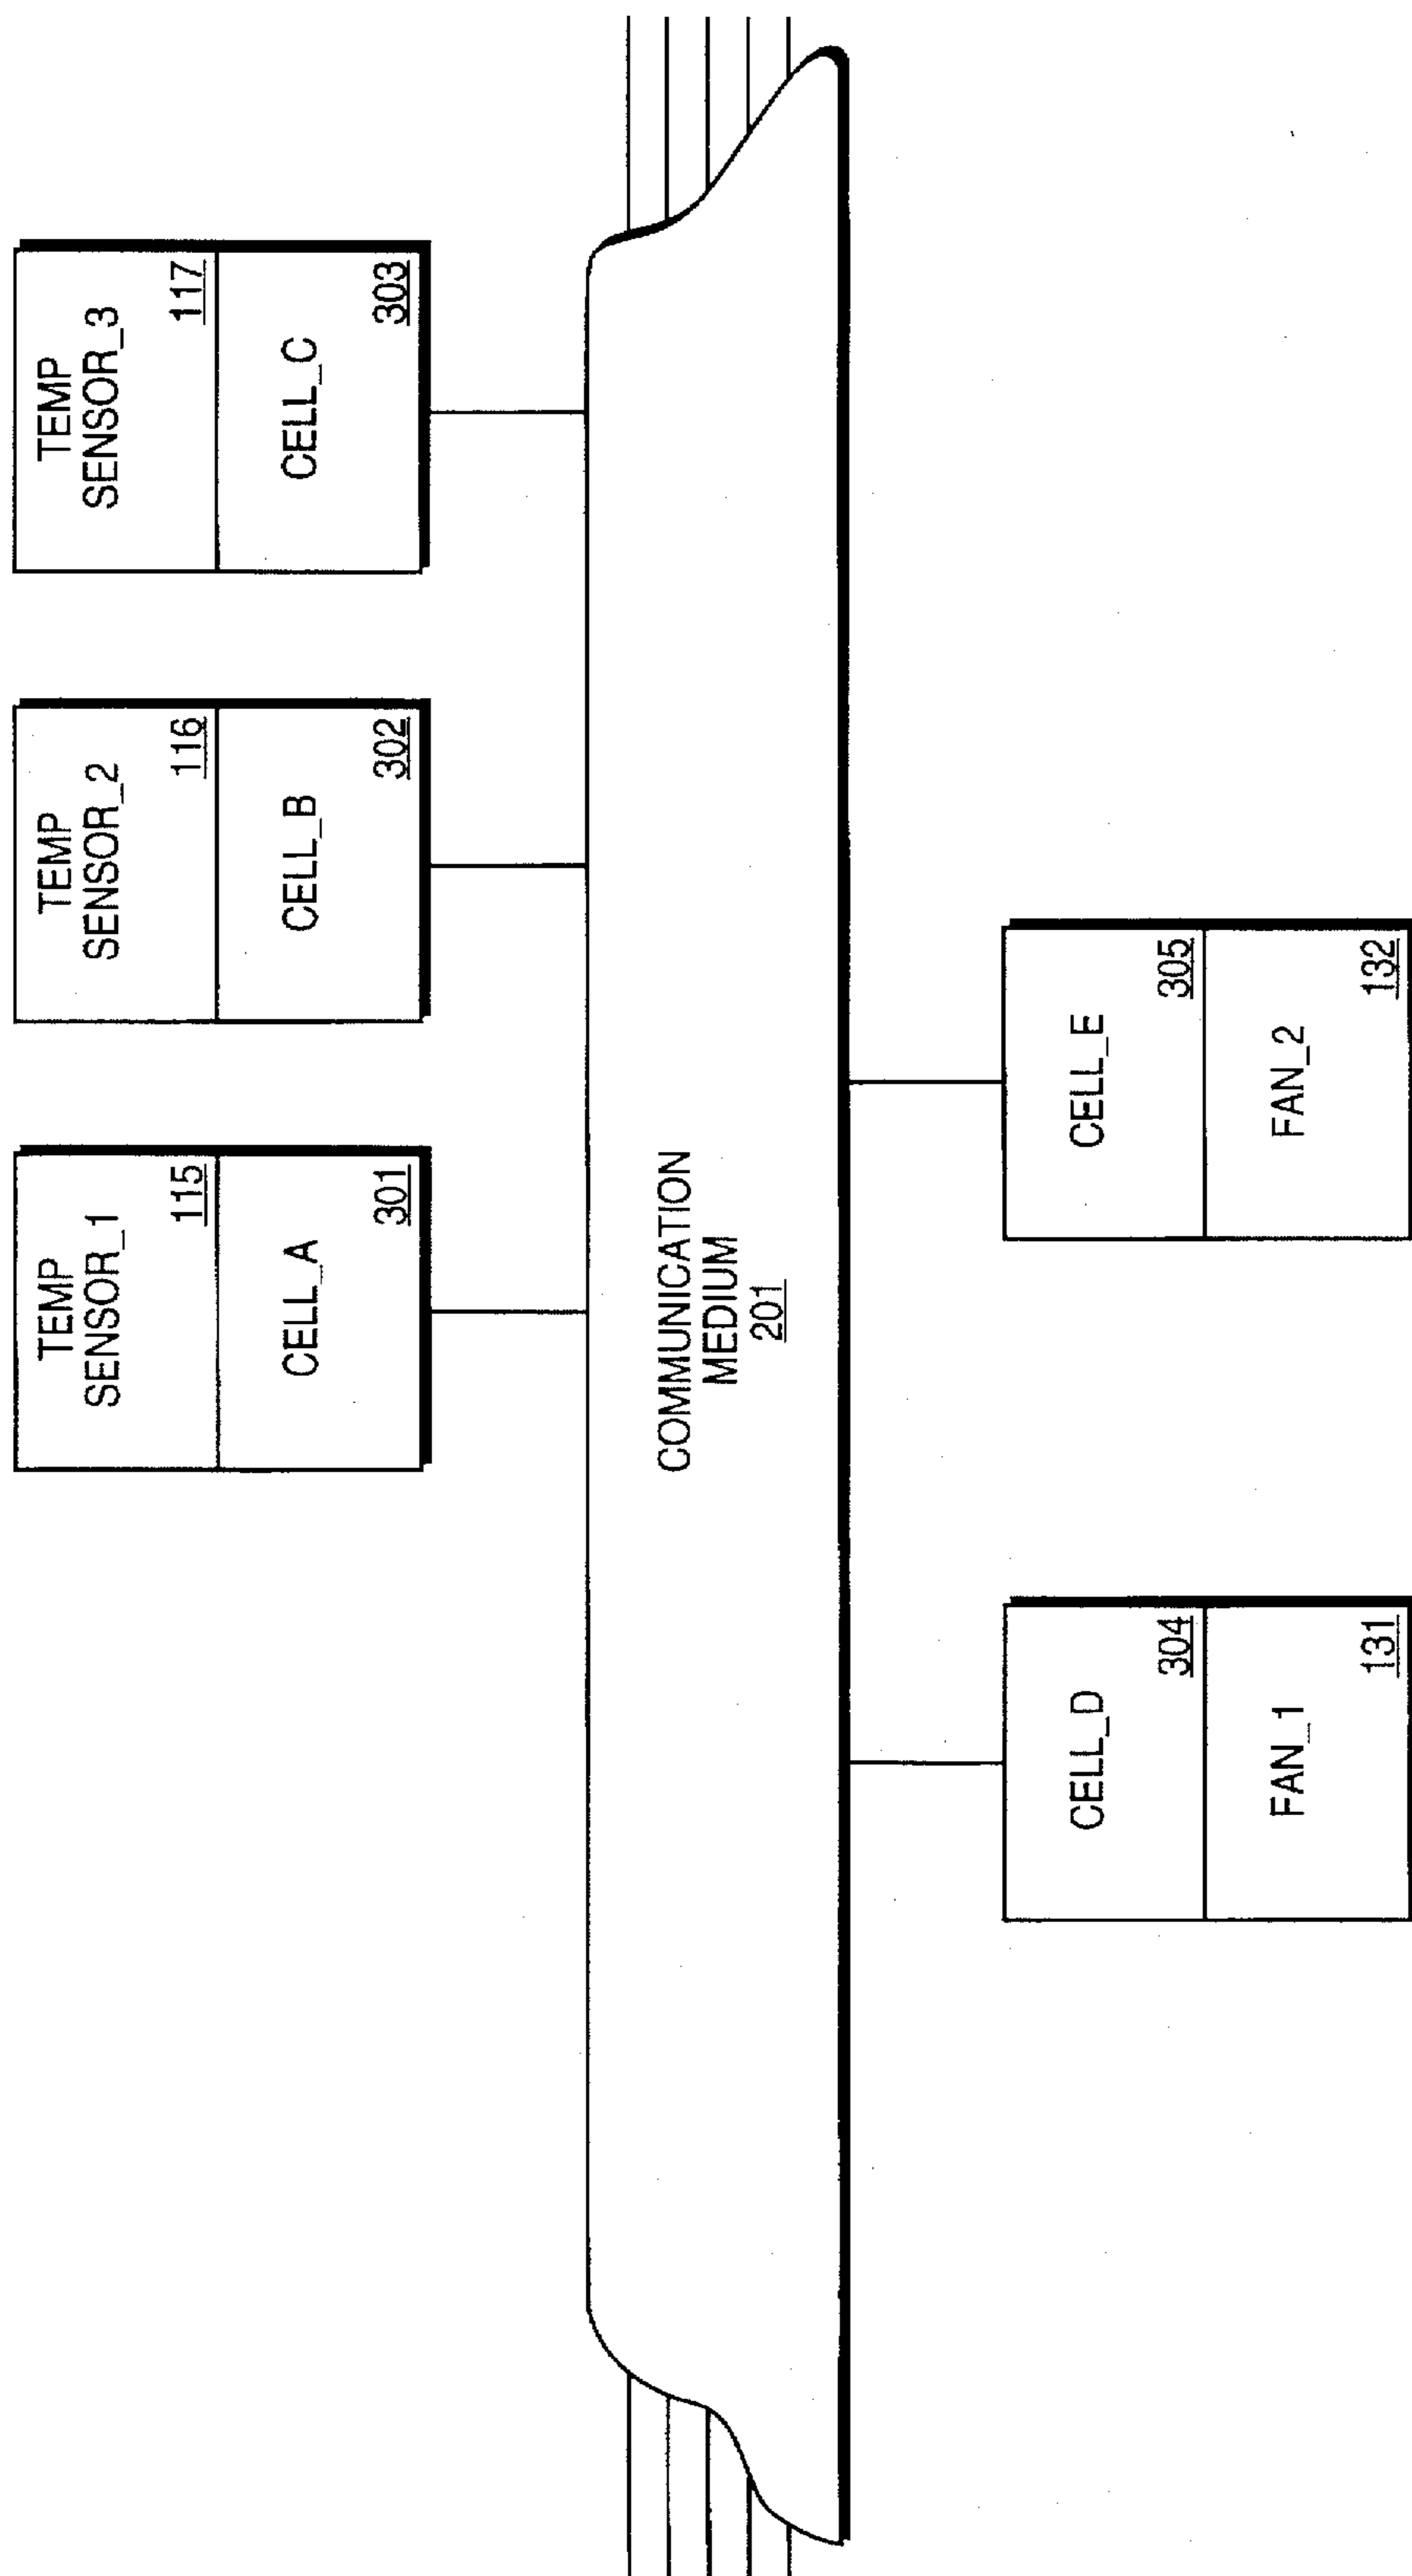 TEMP
SENSOR_1
115
CELL_A
301
TEMP
SENSOR_2
116
CELL_B
302
TEMP
SENSOR_3
117
CELL_C
303
COMMUNICATION
MEDIUM
201
CELL_D
304
FAN_1
131
CELL_E
305
FAN_2
132